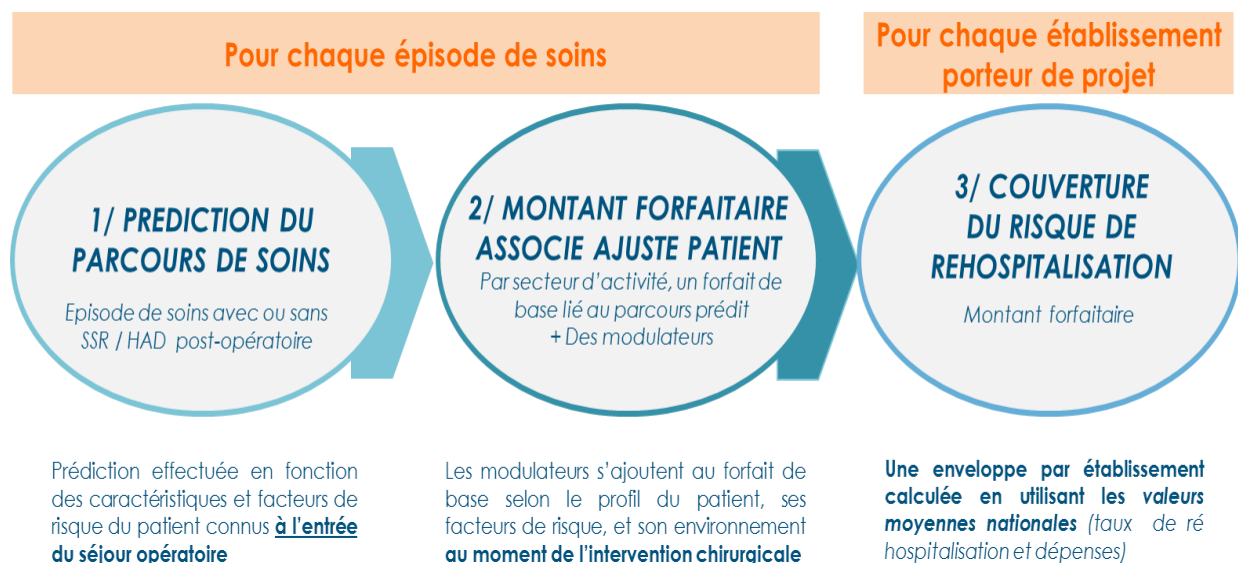 Pour chaque épisode de soins
Pour chaque établissement
porteur de projet
1/ PREDICTION DU
PARCOURS DE SOINS
Episode de soins avec ou sans
SSR / HAD post-opératoire
2/ MONTANT FORFAITAIRE
ASSOCIE AJUSTE PATIENT
Par secteur d'activité, un forfait de
base lié au parcours prédit
+ Des modulateurs
3/ COUVERTURE
DU RISQUE DE
REHOSPITALISATION
Montant forfaitaire
Prédiction effectuée en fonction
des caractéristiques et facteurs de
risque du patient connus à l'entrée
du séjour opératoire
Les modulateurs s'ajoutent au forfait de
base selon le profil du patient, ses
facteurs de risque, et son environnement
au moment de l'intervention chirurgicale
Une enveloppe par établissement
calculée en utilisant les valeurs
moyennes nationales (taux de ré
hospitalisation et dépenses)